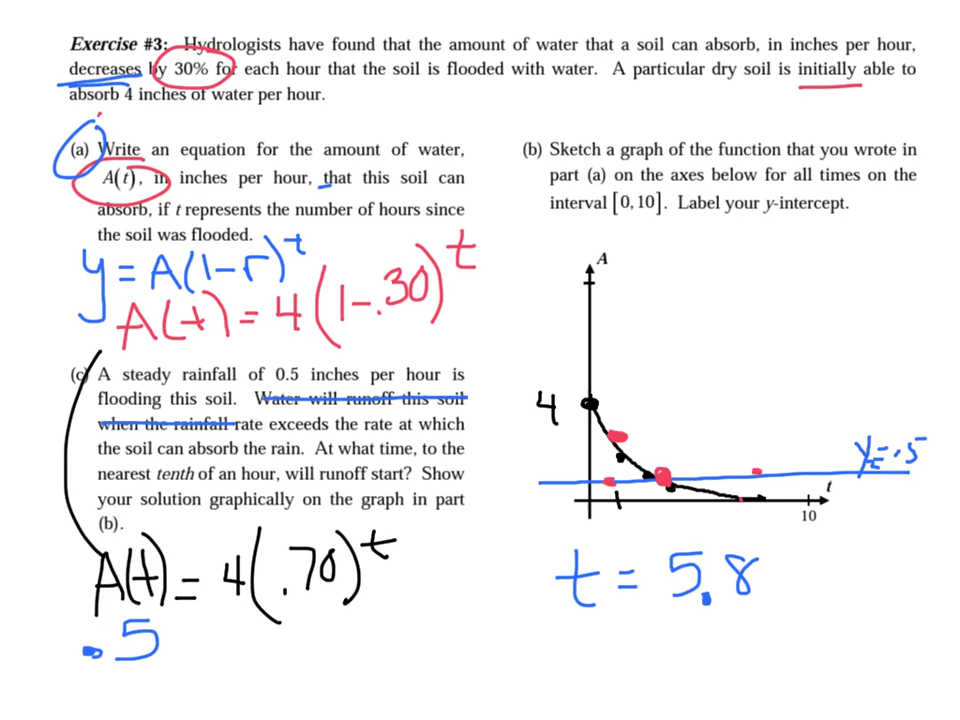 Exercise #3: Hydrologists have found that the amount of water that a soil can absorb, in inches per hour,
decreases by 30% for each hour that the soil is flooded with water. A particular dry soil is initially able to
absorb 4 inches of water per hour.
(a) Write an equation for the amount of water,
A(t), in inches per hour, that this soil can
absorb, if t represents the number of hours since
the soil was flooded.
y = A(1-r)^t
A(t) = 4(1-.30)^t
(b) Sketch a graph of the function that you wrote in
part (a) on the axes below for all times on the
interval [0, 10]. Label your y-intercept.
A
4
y=.5
t
1
10
(c) A steady rainfall of 0.5 inches per hour is
flooding this soil. Water will runoff this soil
when the rainfall rate exceeds the rate at which
the soil can absorb the rain. At what time, to the
nearest tenth of an hour, will runoff start? Show
your solution graphically on the graph in part
(b).
A(t) = 4(.70)^t
.5
t = 5.8